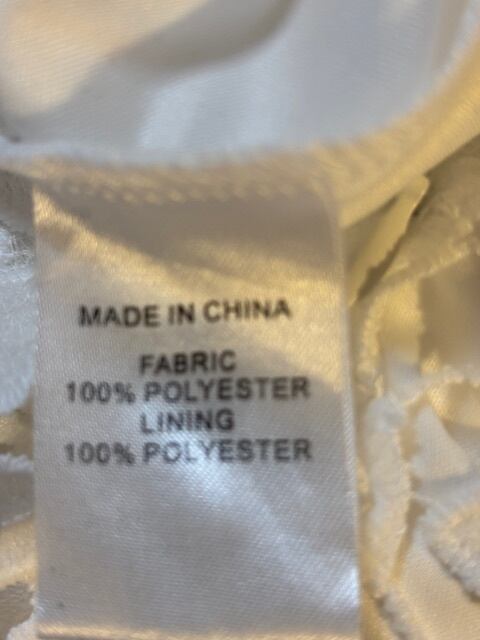 MADE IN CHINA
FABRIC
100% POLYESTER
LINING
100% POLYESTER